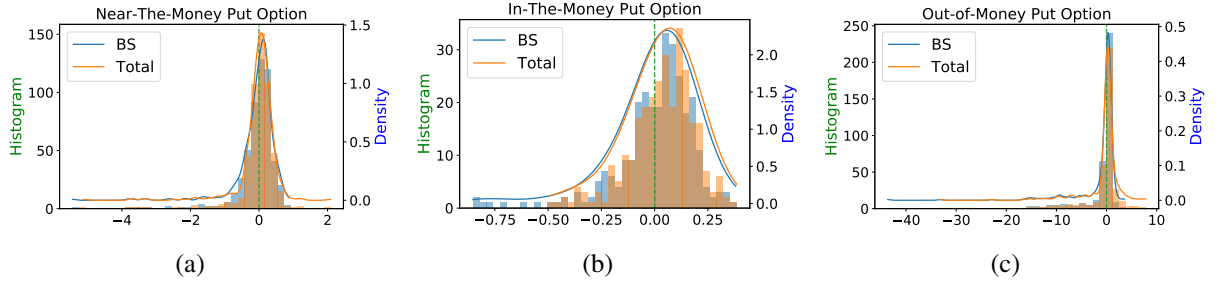 Near-The-Money Put Option
BS
Total
Histogram
Density
150
100
50
0
1.5
1.0
0.5
0.0
−4
−2
0
2
(a)
In-The-Money Put Option
BS
Total
Histogram
Density
30
20
10
0
2.0
1.5
1.0
0.5
0.0
−0.75
−0.50
−0.25
0.00
0.25
(b)
Out-of-Money Put Option
BS
Total
Histogram
Density
250
200
150
100
50
0
0.5
0.4
0.3
0.2
0.1
0.0
−40
−30
−20
−10
0
10
(c)